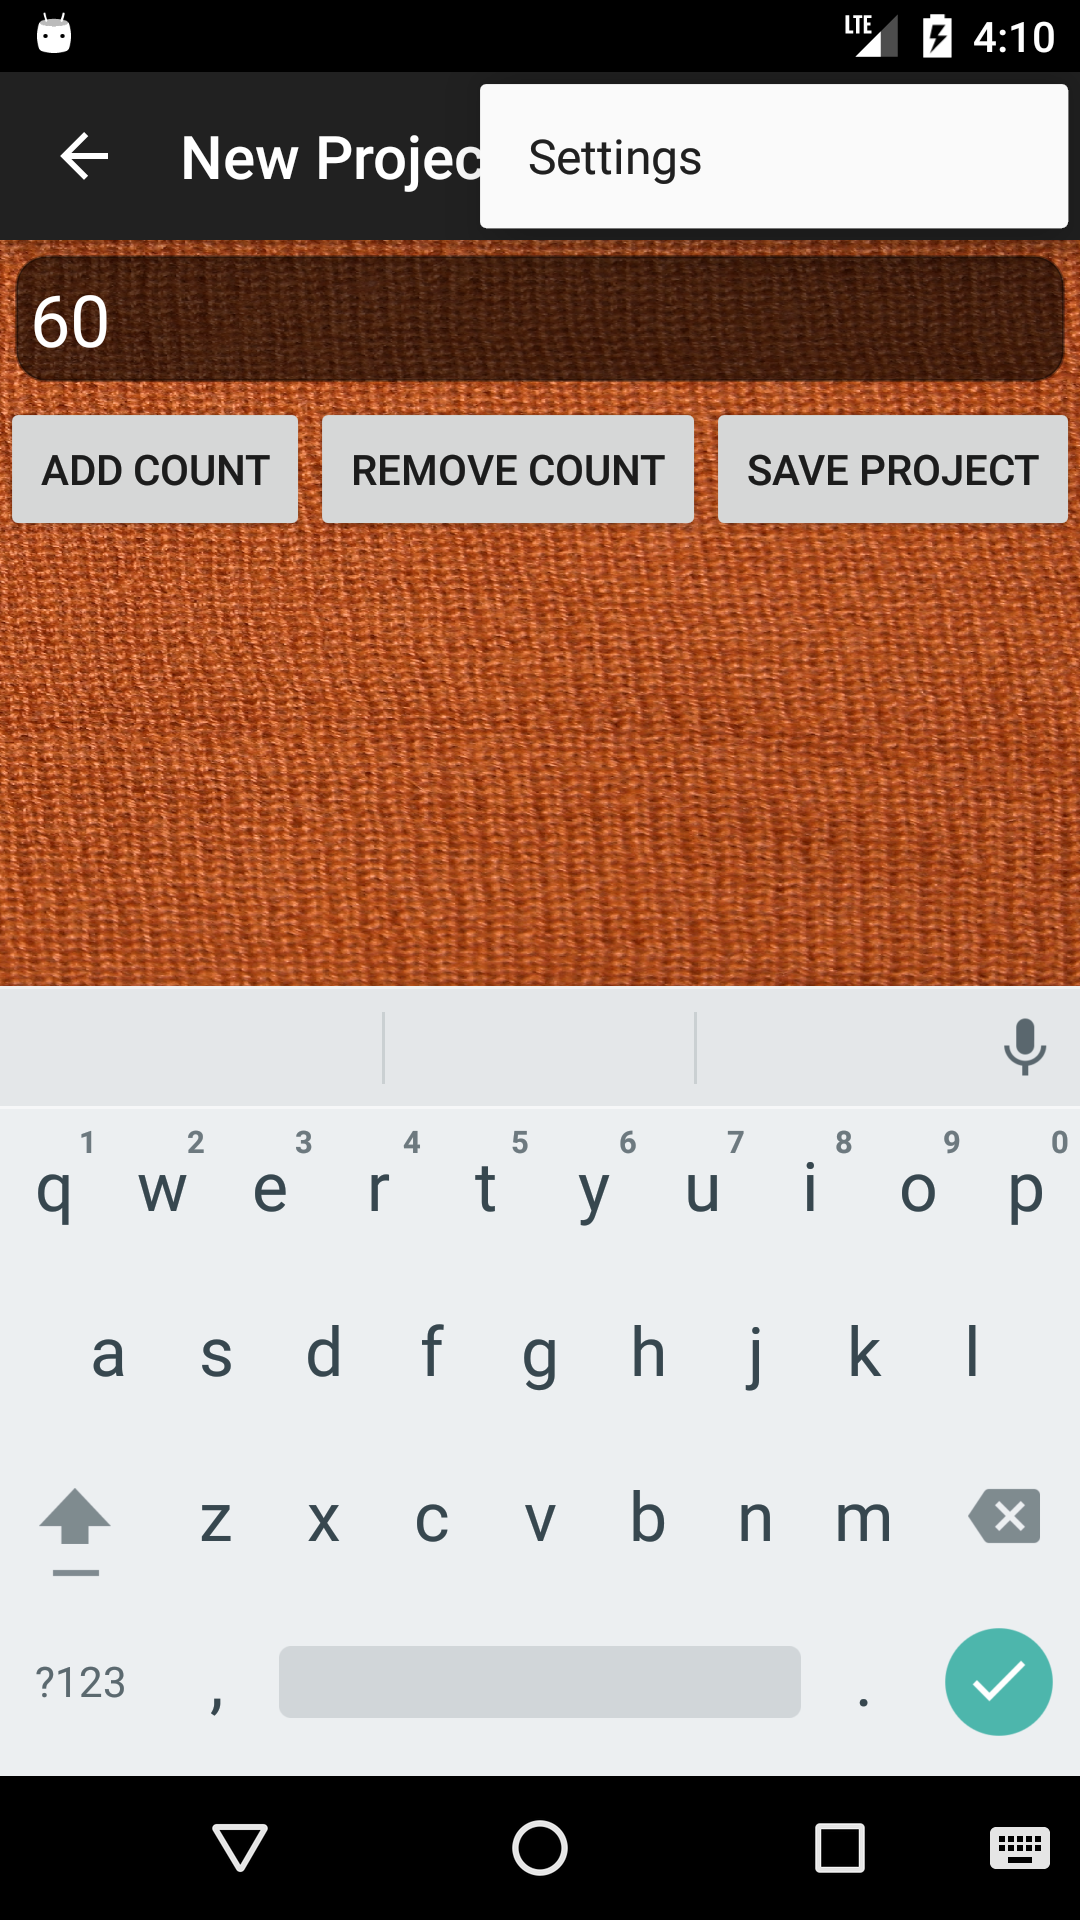 LTE 4:10
New Projec
Settings
60
ADD COUNT REMOVE COUNT SAVE PROJECT
1 2 3 4 5 6 7 8 9 0
q w e r t y u i o p
a s d f g h j k l
z x c v b n m
?123 , .